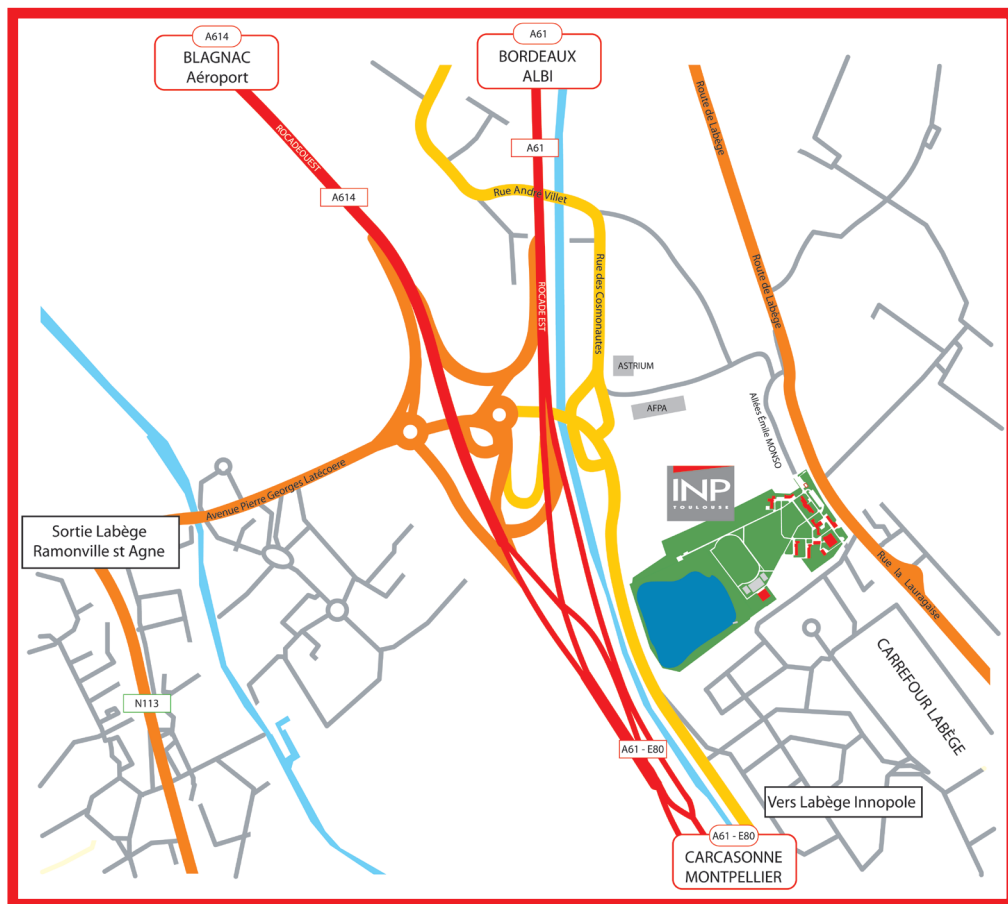 A614
BLAGNAC
Aéroport
A61
BORDEAUX
ALBI
ROCADEOUEST
A61
A614
Rue André Villet
Route de Labège
Rue des Cosmonautes
ROCADE EST
Route de Labège
ASTRIUM
AFPA
Allées Émile MONSO
INP
TOULOUSE
Avenue Pierre Georges Latécoere
Sortie Labège
Ramonville st Agne
Rue la Lauragaise
CARREFOUR LABÈGE
N113
A61 - E80
Vers Labège Innopole
A61 - E80
CARCASONNE
MONTPELLIER